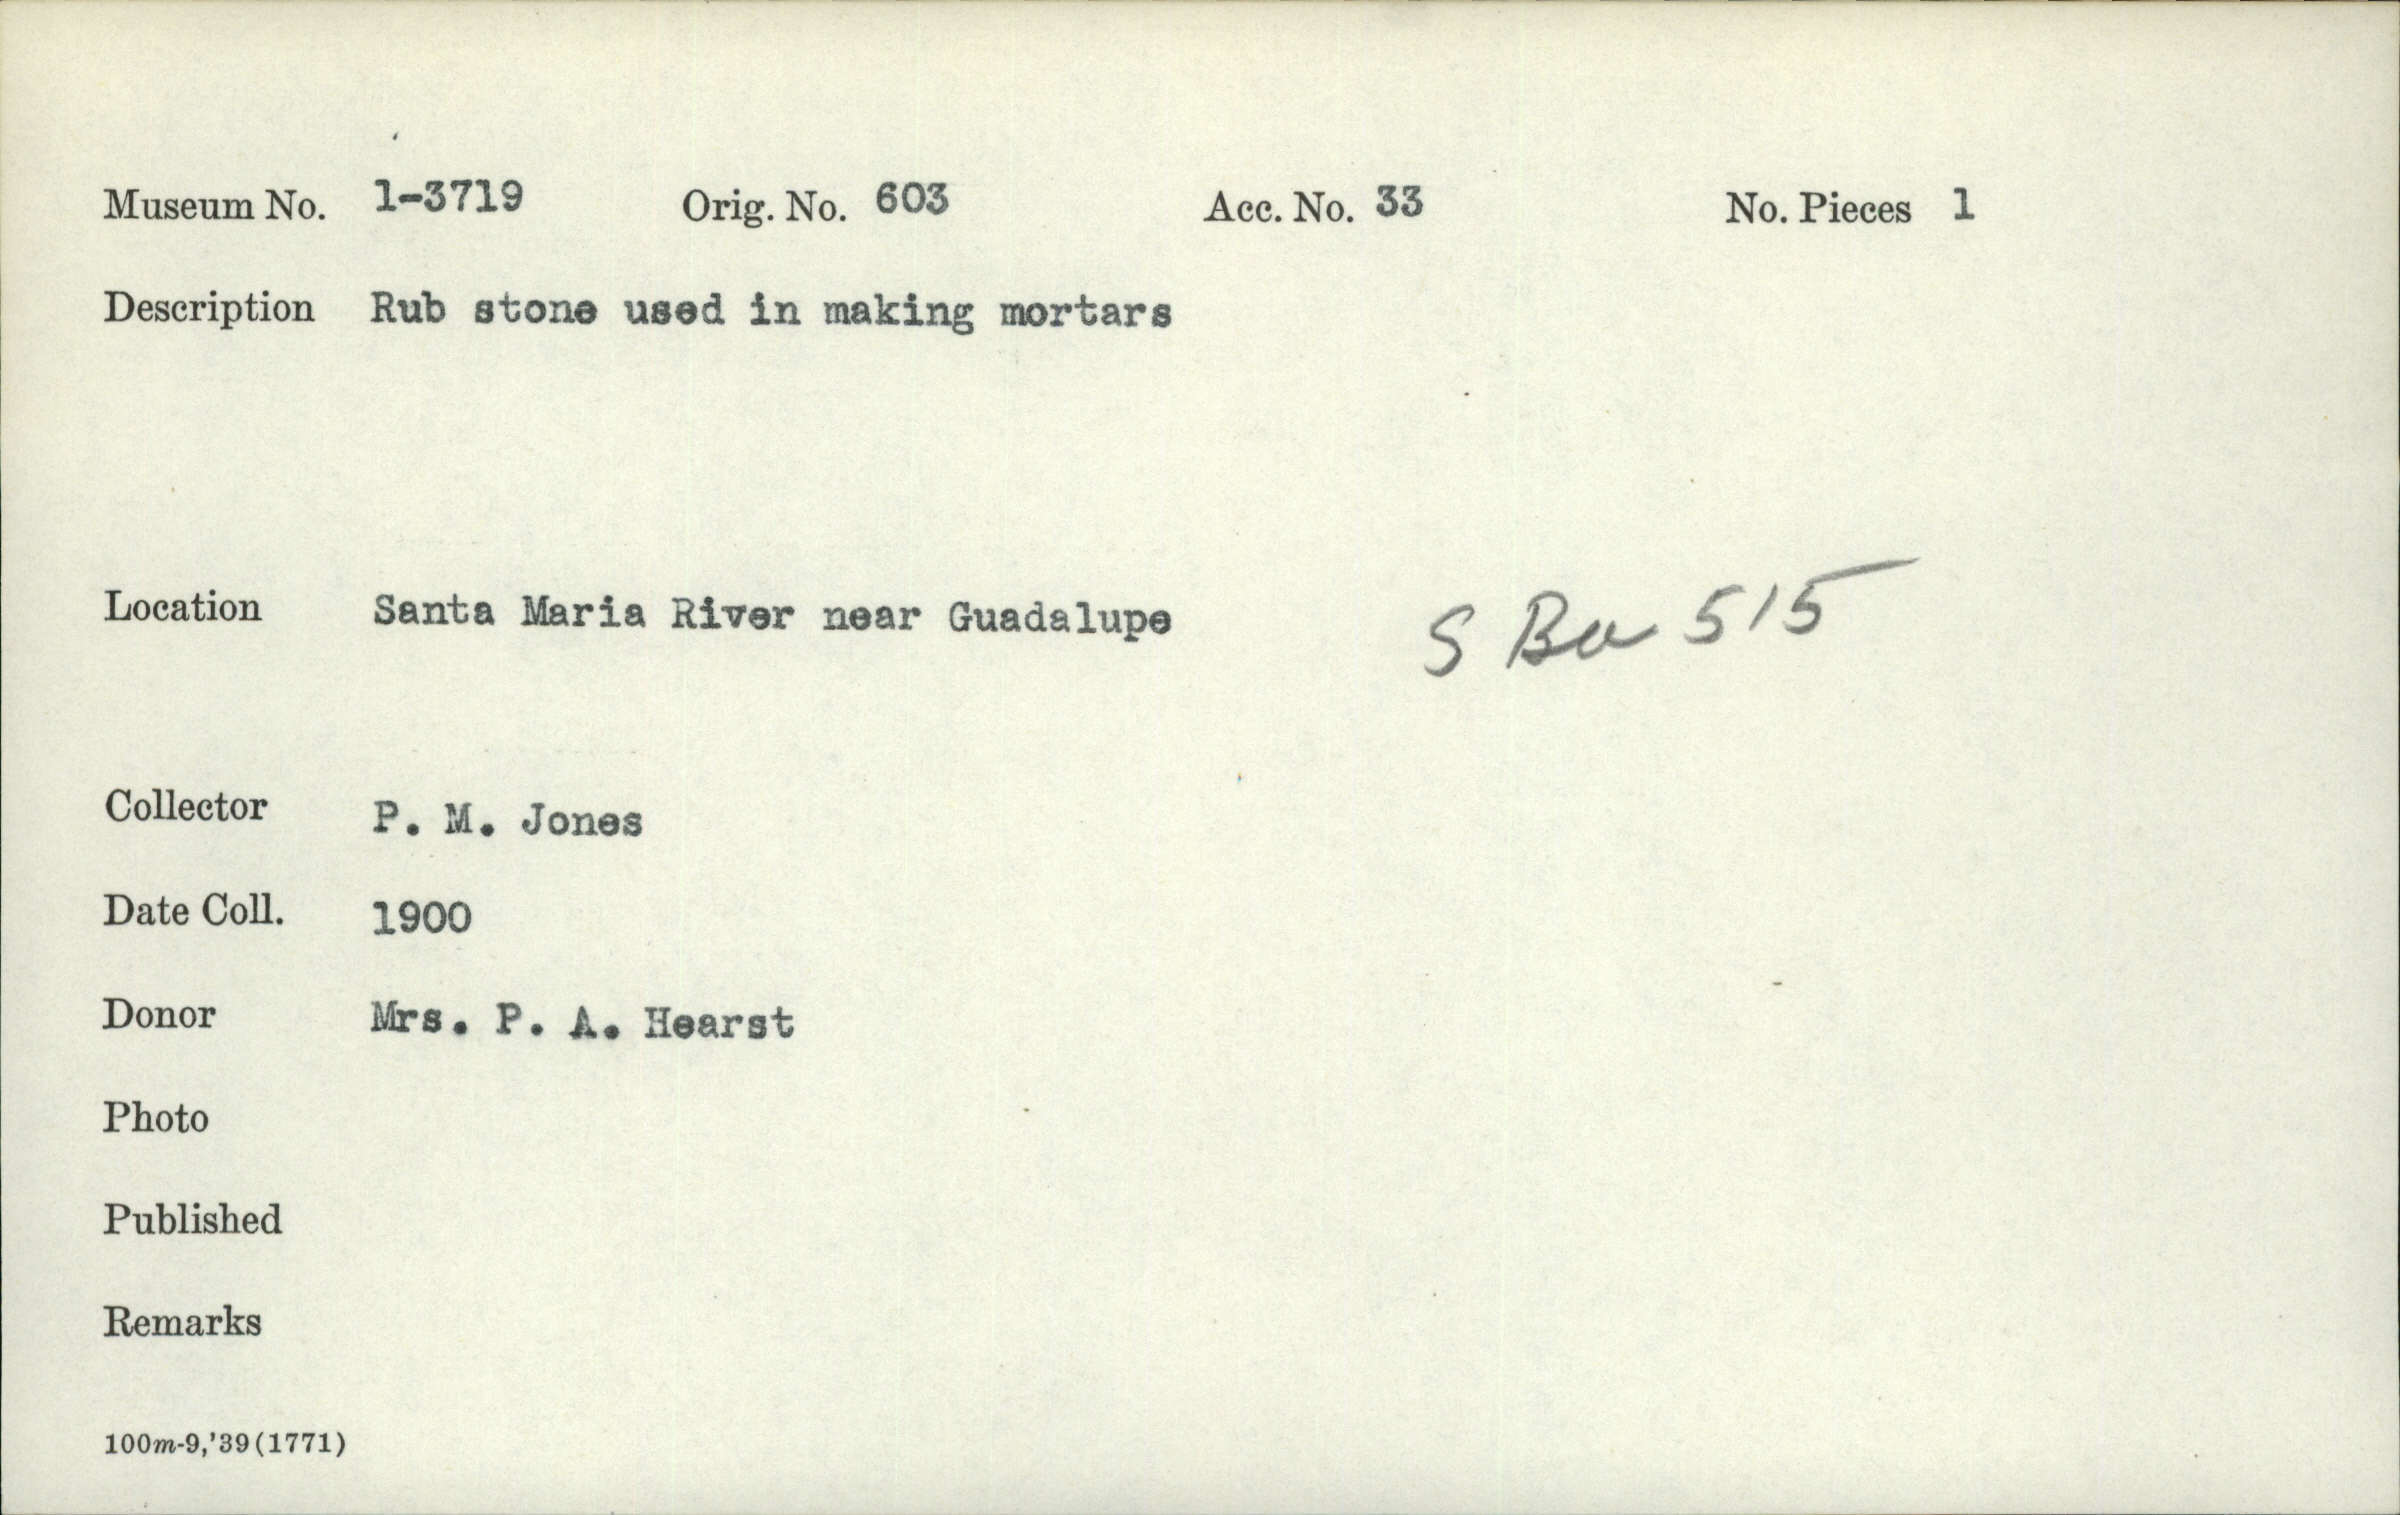 Museum No. 1-3719 Orig. No. 603 Acc. No. 33 No. Pieces 1
Description Rub stone used in making mortars
Location Santa Maria River near Guadalupe S Ba 515
Collector P. M. Jones
Date Coll. 1900
Donor Mrs. P. A. Hearst
Photo
Published
Remarks
100m-9,'39(1771)